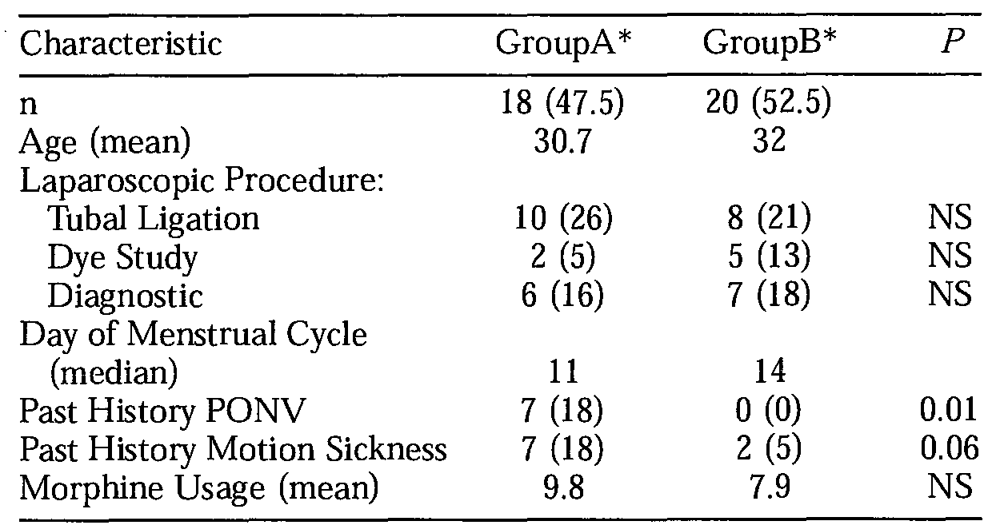 Characteristic GroupA* GroupB* P
n 18 (47.5) 20 (52.5)
Age (mean) 30.7 32
Laparoscopic Procedure:
Tubal Ligation 10 (26) 8 (21) NS
Dye Study 2 (5) 5 (13) NS
Diagnostic 6 (16) 7 (18) NS
Day of Menstrual Cycle
(median) 11 14
Past History PONV 7 (18) 0 (0) 0.01
Past History Motion Sickness 7 (18) 2 (5) 0.06
Morphine Usage (mean) 9.8 7.9 NS